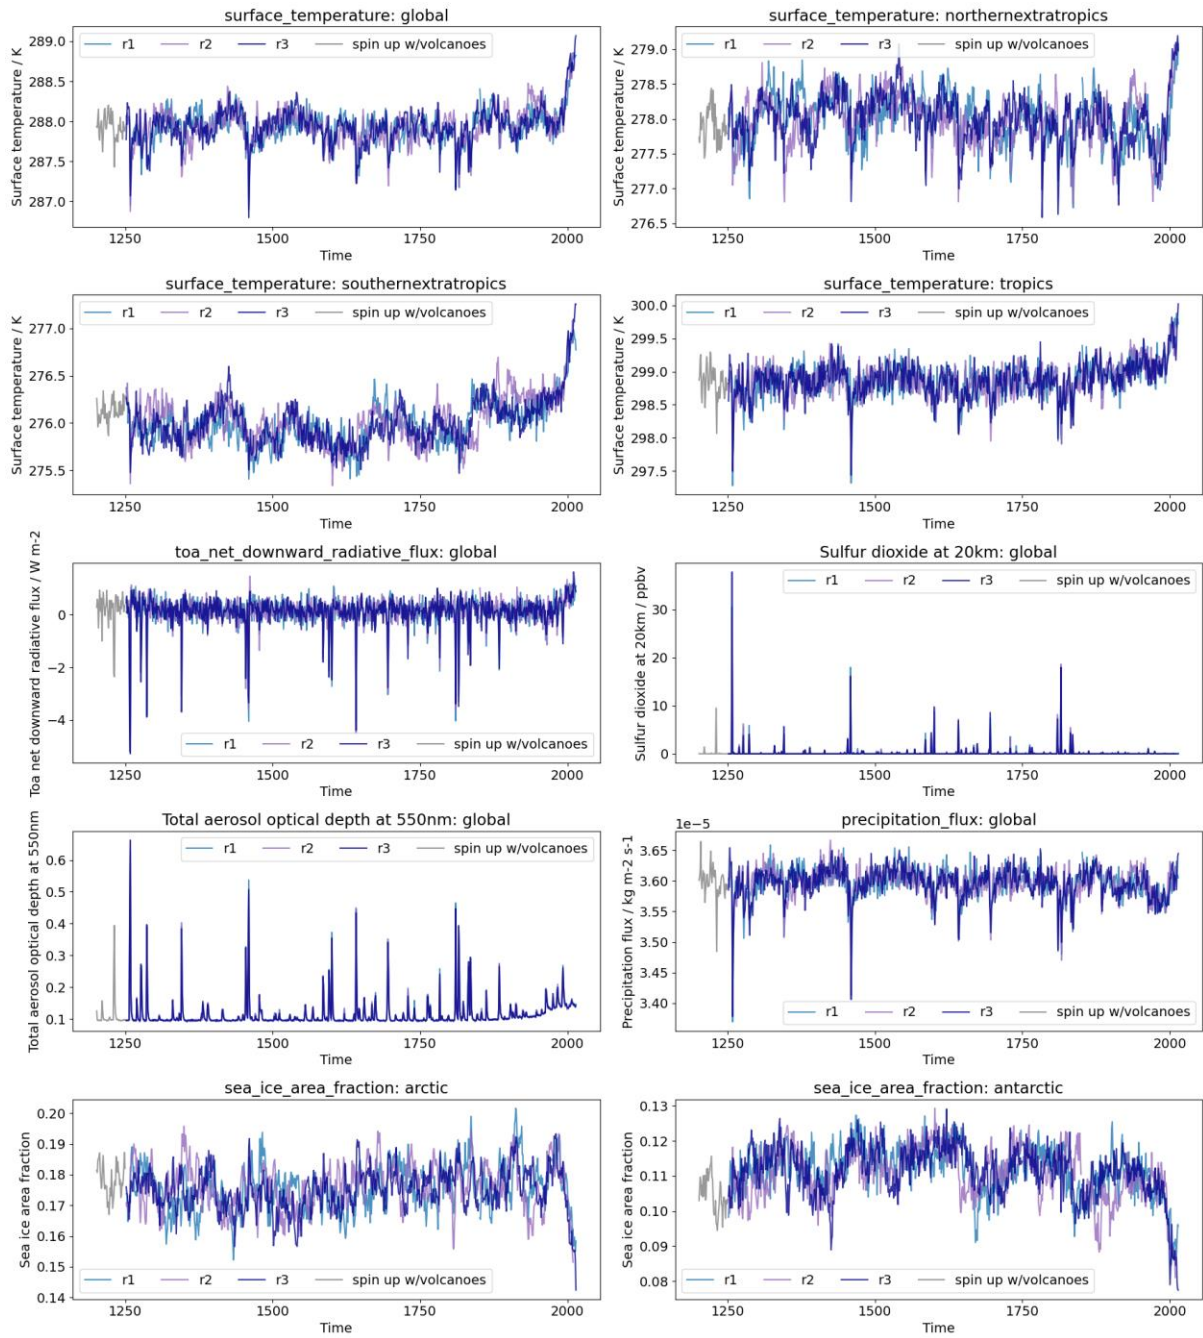 surface_temperature: global
Surface temperature / K
289.0
288.5
288.0
287.5
287.0
r1 r2 r3 spin up w/volcanoes
1250 1500 1750 2000
Time
surface_temperature: northernextratropics
Surface temperature / K
279.0
278.5
278.0
277.5
277.0
276.5
r1 r2 r3 spin up w/volcanoes
1250 1500 1750 2000
Time
surface_temperature: southernextratropics
Surface temperature / K
277.0
276.5
276.0
275.5
r1 r2 r3 spin up w/volcanoes
1250 1500 1750 2000
Time
surface_temperature: tropics
Surface temperature / K
300.0
299.5
299.0
298.5
298.0
297.5
r1 r2 r3 spin up w/volcanoes
1250 1500 1750 2000
Time
toa_net_downward_radiative_flux: global
Toa net downward radiative flux / W m-2
0
−2
−4
r1 r2 r3 spin up w/volcanoes
1250 1500 1750 2000
Time
Sulfur dioxide at 20km: global
Sulfur dioxide at 20km / ppbv
30
20
10
0
r1 r2 r3 spin up w/volcanoes
1250 1500 1750 2000
Time
Total aerosol optical depth at 550nm: global
Total aerosol optical depth at 550nm
0.6
0.5
0.4
0.3
0.2
0.1
r1 r2 r3 spin up w/volcanoes
1250 1500 1750 2000
Time
precipitation_flux: global
1e−5
Precipitation flux / kg m-2 s-1
3.65
3.60
3.55
3.50
3.45
3.40
r1 r2 r3 spin up w/volcanoes
1250 1500 1750 2000
Time
sea_ice_area_fraction: arctic
Sea ice area fraction
0.20
0.19
0.18
0.17
0.16
0.15
0.14
r1 r2 r3 spin up w/volcanoes
1250 1500 1750 2000
Time
sea_ice_area_fraction: antarctic
Sea ice area fraction
0.13
0.12
0.11
0.10
0.09
0.08
r1 r2 r3 spin up w/volcanoes
1250 1500 1750 2000
Time